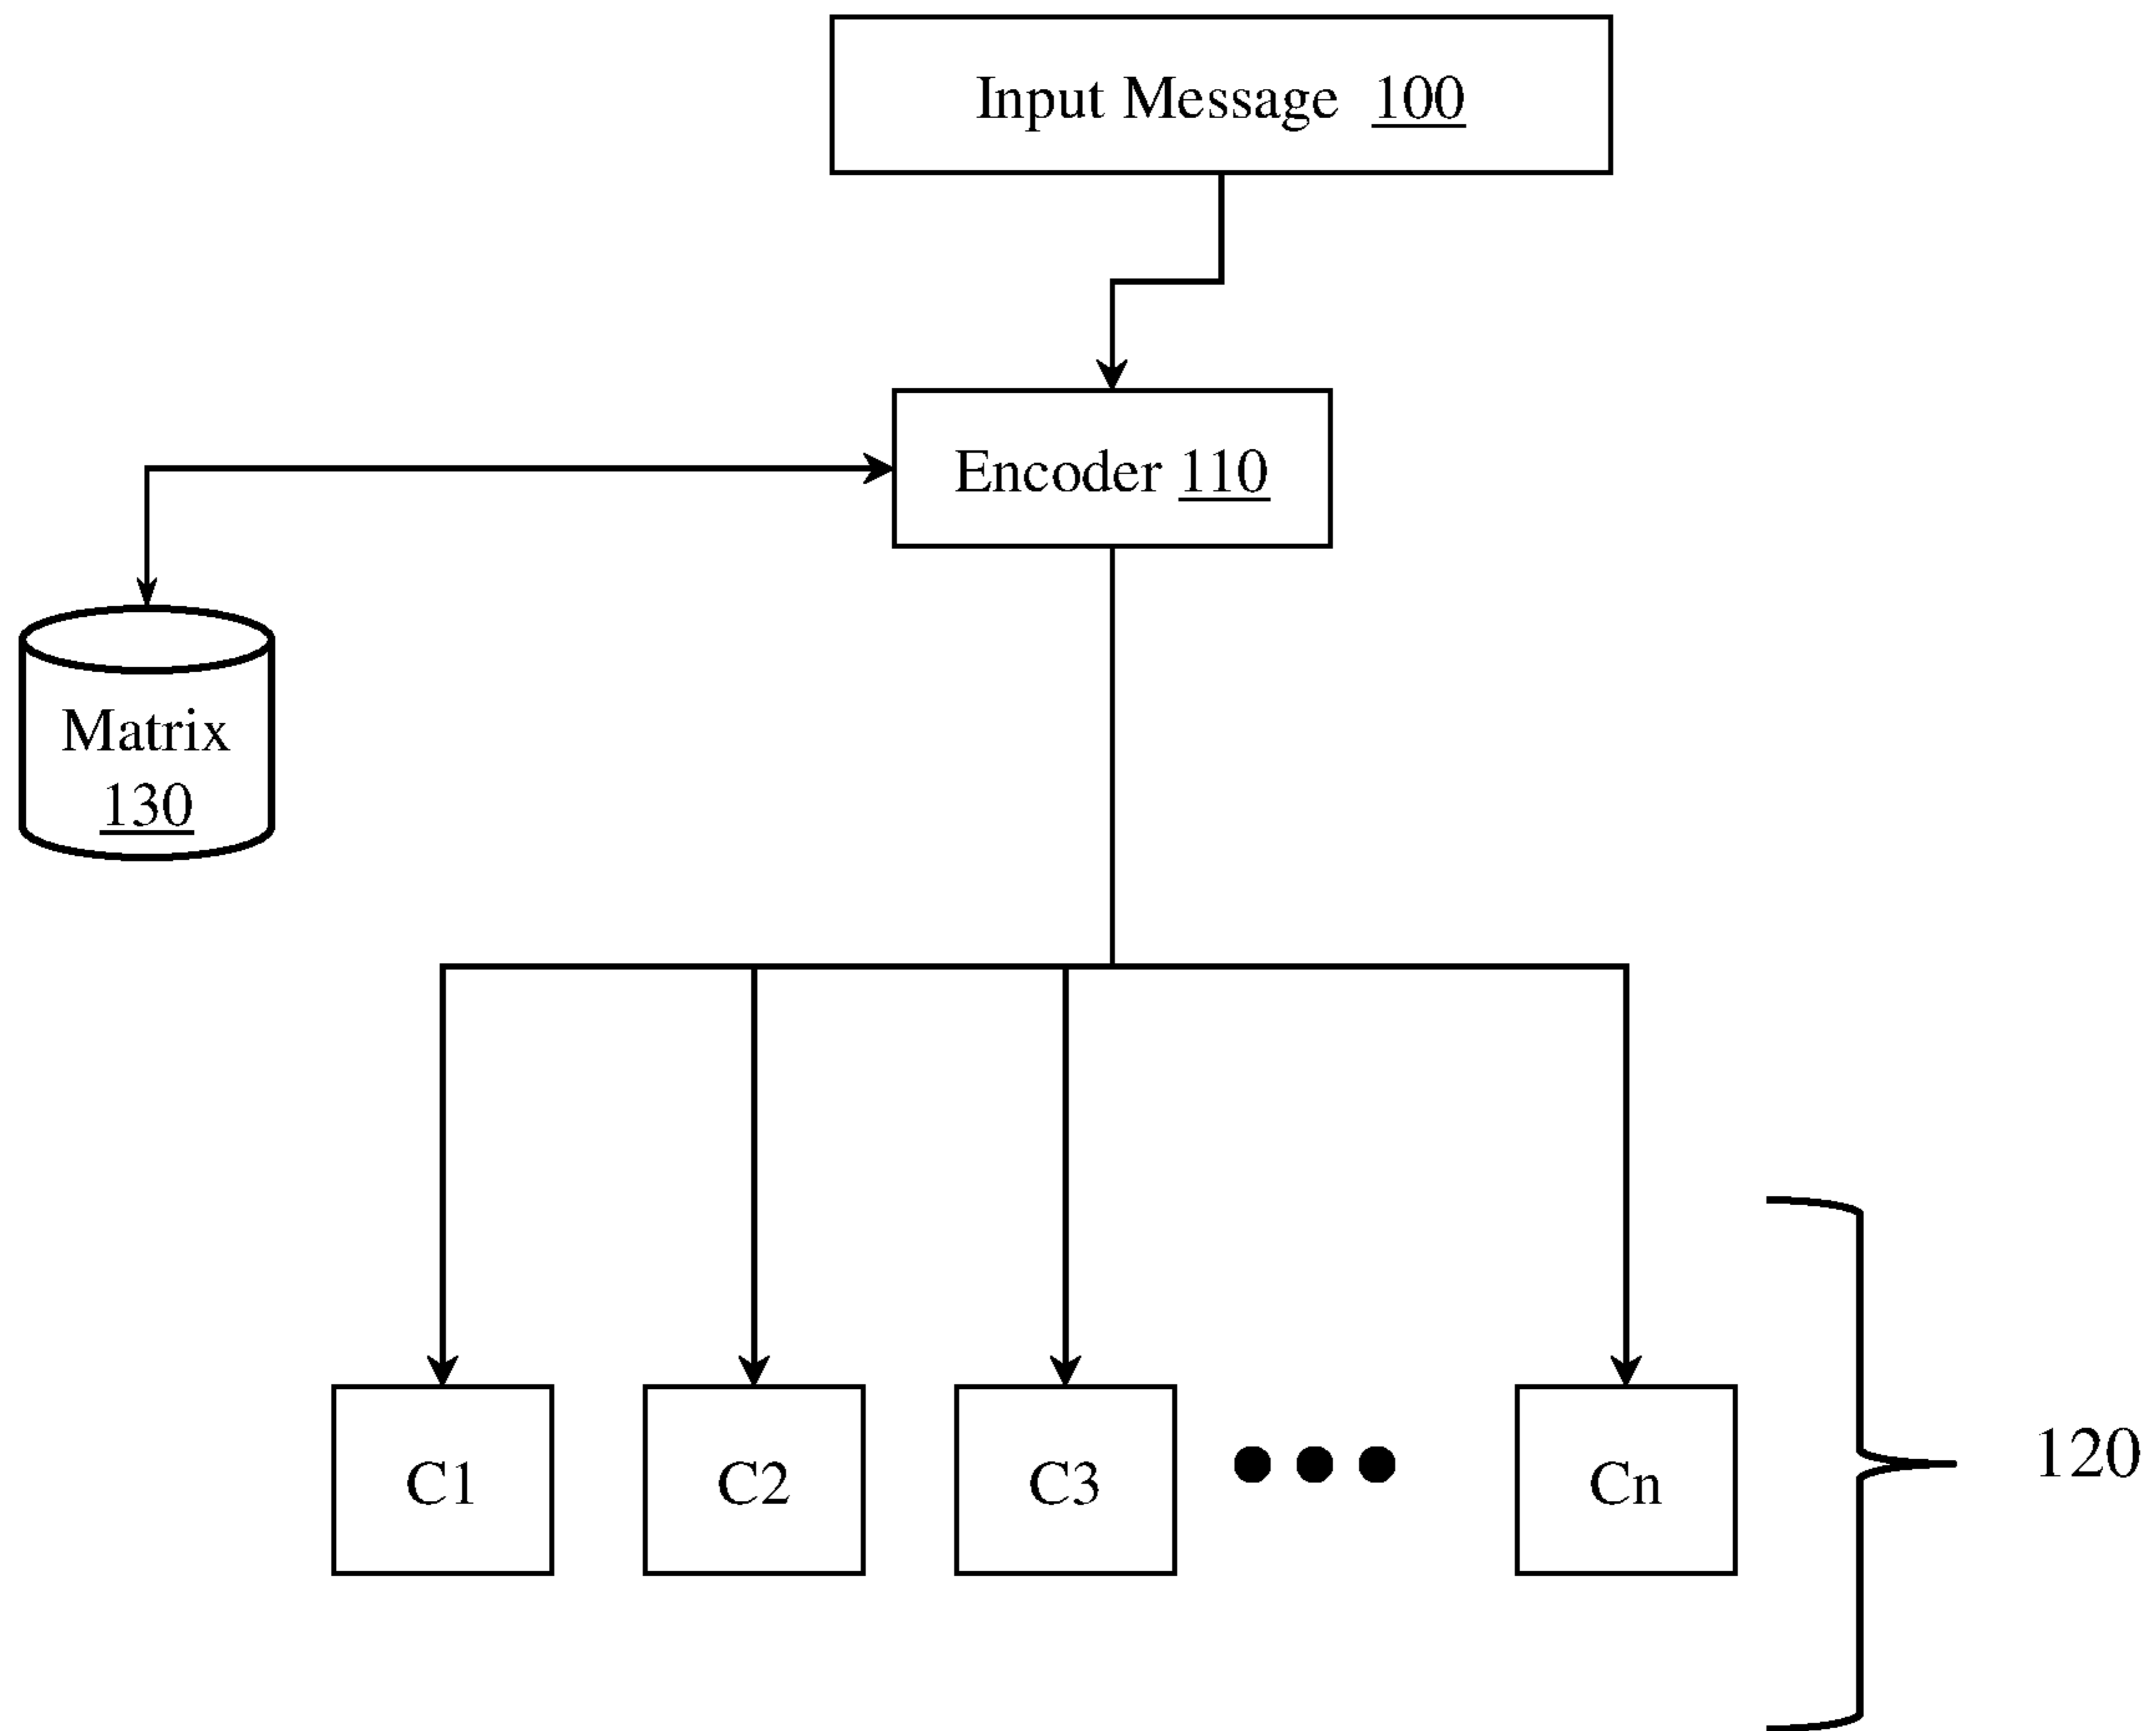 Input Message 100
Encoder 110
Matrix
130
C1
C2
C3
Cn
120